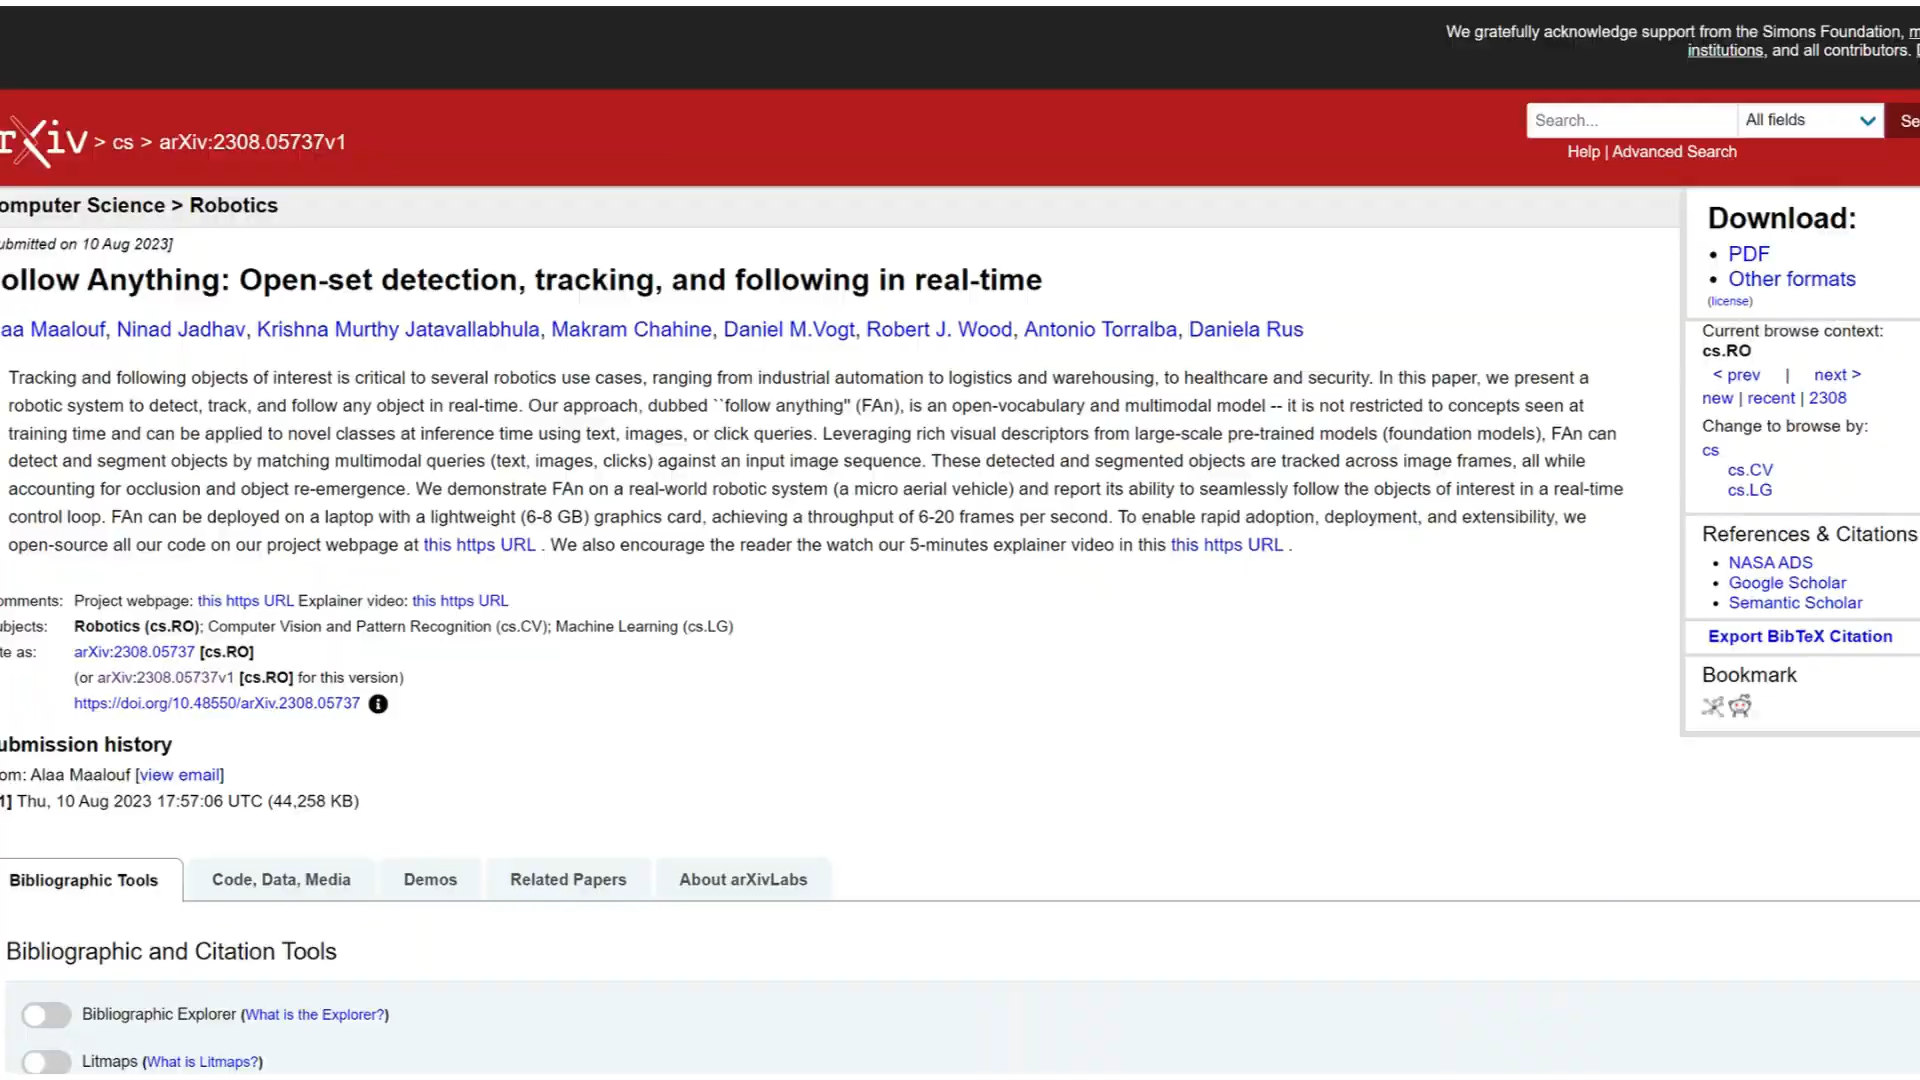 We gratefully acknowledge support from the Simons Foundation, m
institutions, and all contributors.
rXiv > cs > arXiv:2308.05737v1
Search...
All fields
Se
Help | Advanced Search
omputer Science > Robotics
ubmitted on 10 Aug 2023]
ollow Anything: Open-set detection, tracking, and following in real-time
aa Maalouf, Ninad Jadhav, Krishna Murthy Jatavallabhula, Makram Chahine, Daniel M.Vogt, Robert J. Wood, Antonio Torralba, Daniela Rus
Tracking and following objects of interest is critical to several robotics use cases, ranging from industrial automation to logistics and warehousing, to healthcare and security. In this paper, we present a
robotic system to detect, track, and follow any object in real-time. Our approach, dubbed ``follow anything'' (FAn), is an open-vocabulary and multimodal model -- it is not restricted to concepts seen at
training time and can be applied to novel classes at inference time using text, images, or click queries. Leveraging rich visual descriptors from large-scale pre-trained models (foundation models), FAn can
detect and segment objects by matching multimodal queries (text, images, clicks) against an input image sequence. These detected and segmented objects are tracked across image frames, all while
accounting for occlusion and object re-emergence. We demonstrate FAn on a real-world robotic system (a micro aerial vehicle) and report its ability to seamlessly follow the objects of interest in a real-time
control loop. FAn can be deployed on a laptop with a lightweight (6-8 GB) graphics card, achieving a throughput of 6-20 frames per second. To enable rapid adoption, deployment, and extensibility, we
open-source all our code on our project webpage at this https URL . We also encourage the reader the watch our 5-minutes explainer video in this this https URL .
omments: Project webpage: this https URL Explainer video: this https URL
ubjects: Robotics (cs.RO); Computer Vision and Pattern Recognition (cs.CV); Machine Learning (cs.LG)
te as: arXiv:2308.05737 [cs.RO]
(or arXiv:2308.05737v1 [cs.RO] for this version)
https://doi.org/10.48550/arXiv.2308.05737
ubmission history
om: Alaa Maalouf [view email]
1] Thu, 10 Aug 2023 17:57:06 UTC (44,258 KB)
Bibliographic Tools
Code, Data, Media
Demos
Related Papers
About arXivLabs
Bibliographic and Citation Tools
Bibliographic Explorer (What is the Explorer?)
Litmaps (What is Litmaps?)
Download:
PDF
Other formats
(license)
Current browse context:
cs.RO
< prev | next >
new | recent | 2308
Change to browse by:
cs
cs.CV
cs.LG
References & Citations
NASA ADS
Google Scholar
Semantic Scholar
Export BibTeX Citation
Bookmark